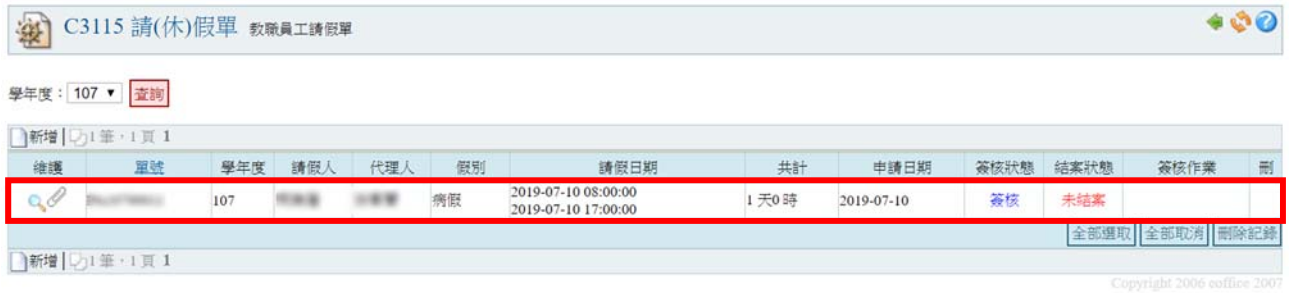 C3115 請(休)假單 教職員工請假單
學年度：107 查詢
新增 1 筆，1 頁 1
維護 單號 學年度 請假人 代理人 假別 請假日期 共計 申請日期 簽核狀態 結案狀態 簽核作業 刪
107 病假 2019-07-10 08:00:00 1 天0 時 2019-07-10 簽核 未結案
2019-07-10 17:00:00
全部選取 全部取消 刪除記錄
新增 1 筆，1 頁 1
Copyright 2006 eoffice 2007